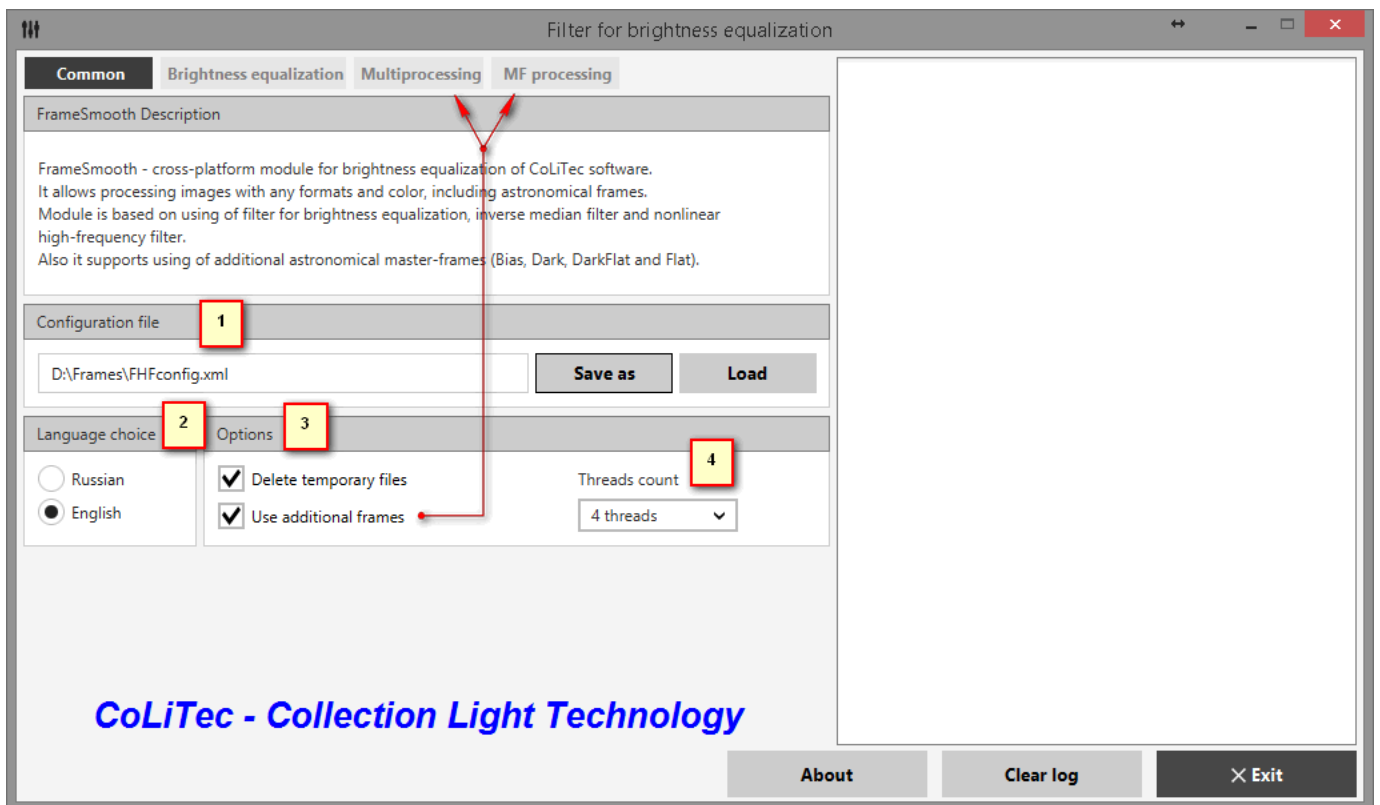 Filter for brightness equalization
Common Brightness equalization Multiprocessing MF processing
FrameSmooth Description
FrameSmooth - cross-platform module for brightness equalization of CoLiTec software.
It allows processing images with any formats and color, including astronomical frames.
Module is based on using of filter for brightness equalization, inverse median filter and nonlinear
high-frequency filter.
Also it supports using of additional astronomical master-frames (Bias, Dark, DarkFlat and Flat).
Configuration file 1
D:\Frames\FHFconfig.xml Save as Load
Language choice 2 Options 3
4
Russian Delete temporary files Threads count
English Use additional frames 4 threads
CoLiTec - Collection Light Technology
About Clear log Exit